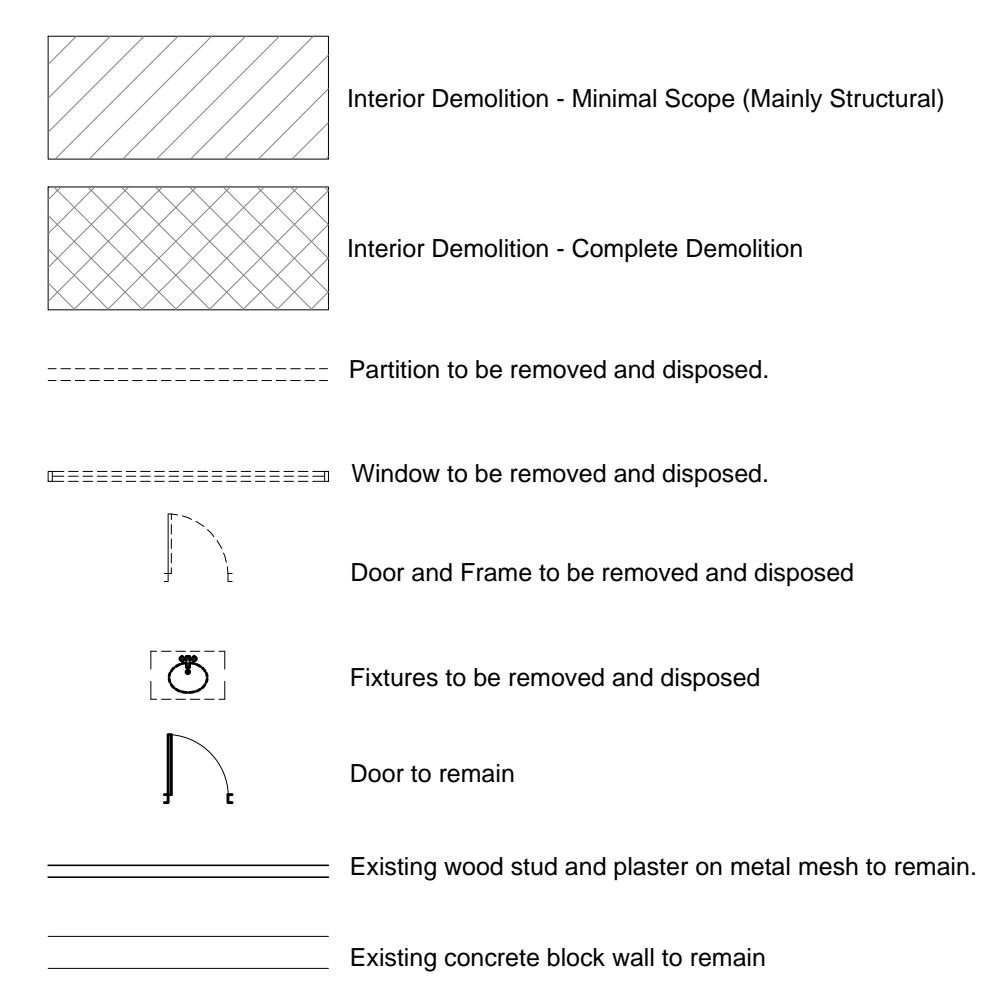 Interior Demolition - Minimal Scope (Mainly Structural)
Interior Demolition - Complete Demolition
Partition to be removed and disposed.
Window to be removed and disposed.
Door and Frame to be removed and disposed
Fixtures to be removed and disposed
Door to remain
Existing wood stud and plaster on metal mesh to remain.
Existing concrete block wall to remain